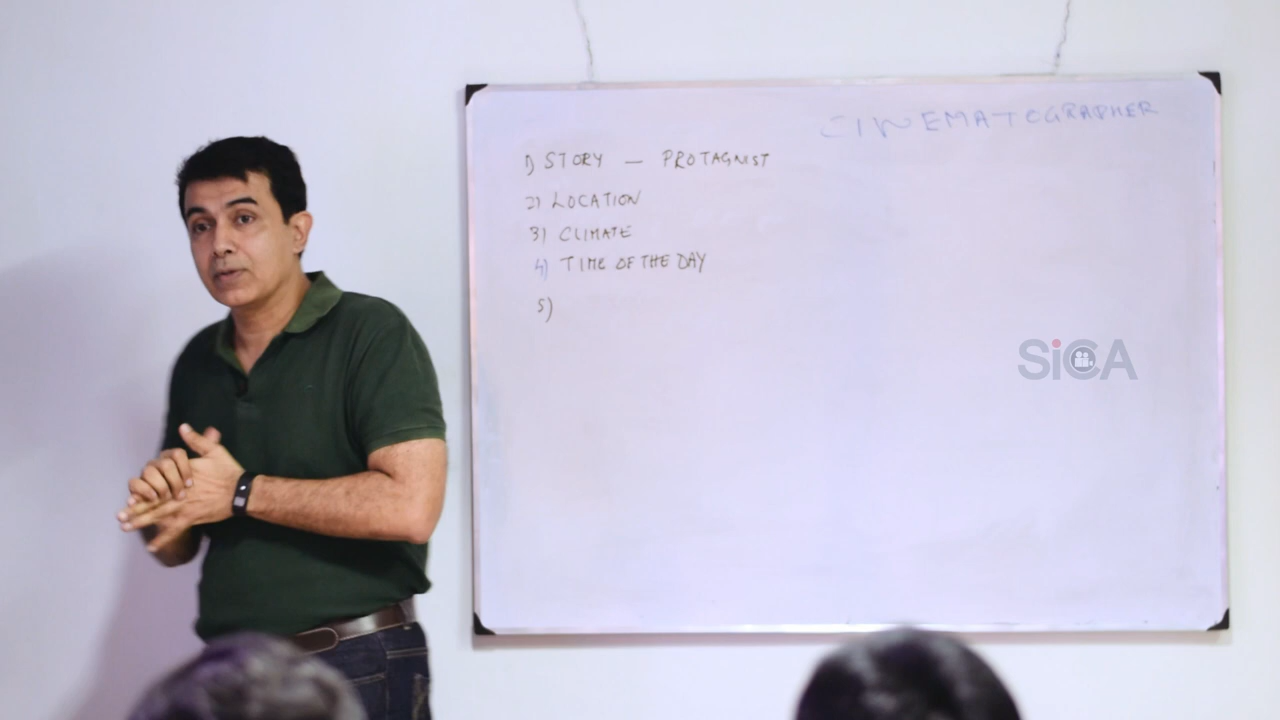 CINEMATOGRAPHER
1) STORY — PROTAGNIST
2) LOCATION
3) CLIMATE
4) TIME OF THE DAY
5)
SiCA